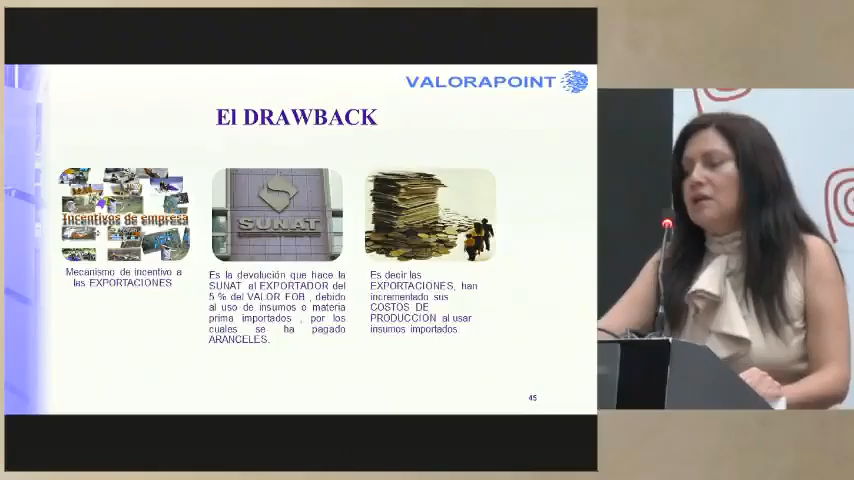 VALORAPOINT
El DRAWBACK
Incentivos de empresa
SUNAT
Mecanismo de incentivo a
las EXPORTACIONES
Es la devolución que hace la
SUNAT al EXPORTADOR del
5 % del VALOR FOB , debido
al uso de insumos o materia
prima importados , por los
cuales se ha pagado
ARANCELES.
Es decir las
EXPORTACIONES, han
incrementado sus
COSTOS DE
PRODUCCION al usar
insumos importados
45